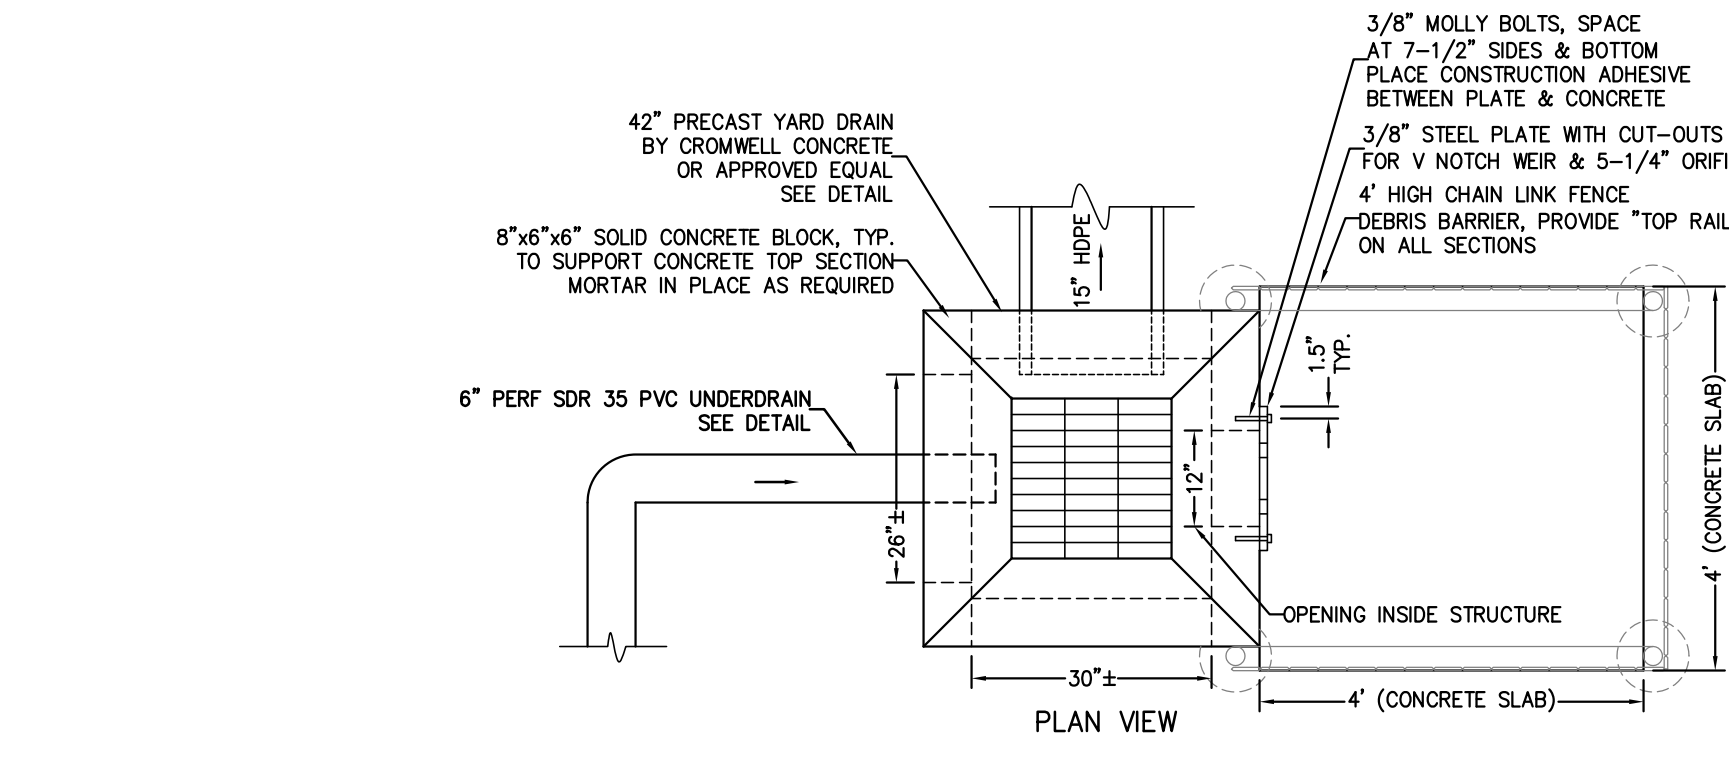 3/8" MOLLY BOLTS, SPACE
AT 7-1/2" SIDES & BOTTOM
PLACE CONSTRUCTION ADHESIVE
BETWEEN PLATE & CONCRETE
3/8" STEEL PLATE WITH CUT-OUTS
FOR V NOTCH WEIR & 5-1/4" ORIFI
4' HIGH CHAIN LINK FENCE
DEBRIS BARRIER, PROVIDE "TOP RAIL
ON ALL SECTIONS
42" PRECAST YARD DRAIN
BY CROMWELL CONCRETE
OR APPROVED EQUAL
SEE DETAIL
8"x6"x6" SOLID CONCRETE BLOCK, TYP.
TO SUPPORT CONCRETE TOP SECTION
MORTAR IN PLACE AS REQUIRED
15" HDPE
1.5"
TYP.
6" PERF SDR 35 PVC UNDERDRAIN
SEE DETAIL
26"±
12"
4' (CONCRETE SLAB)
OPENING INSIDE STRUCTURE
30"±
4' (CONCRETE SLAB)
PLAN VIEW